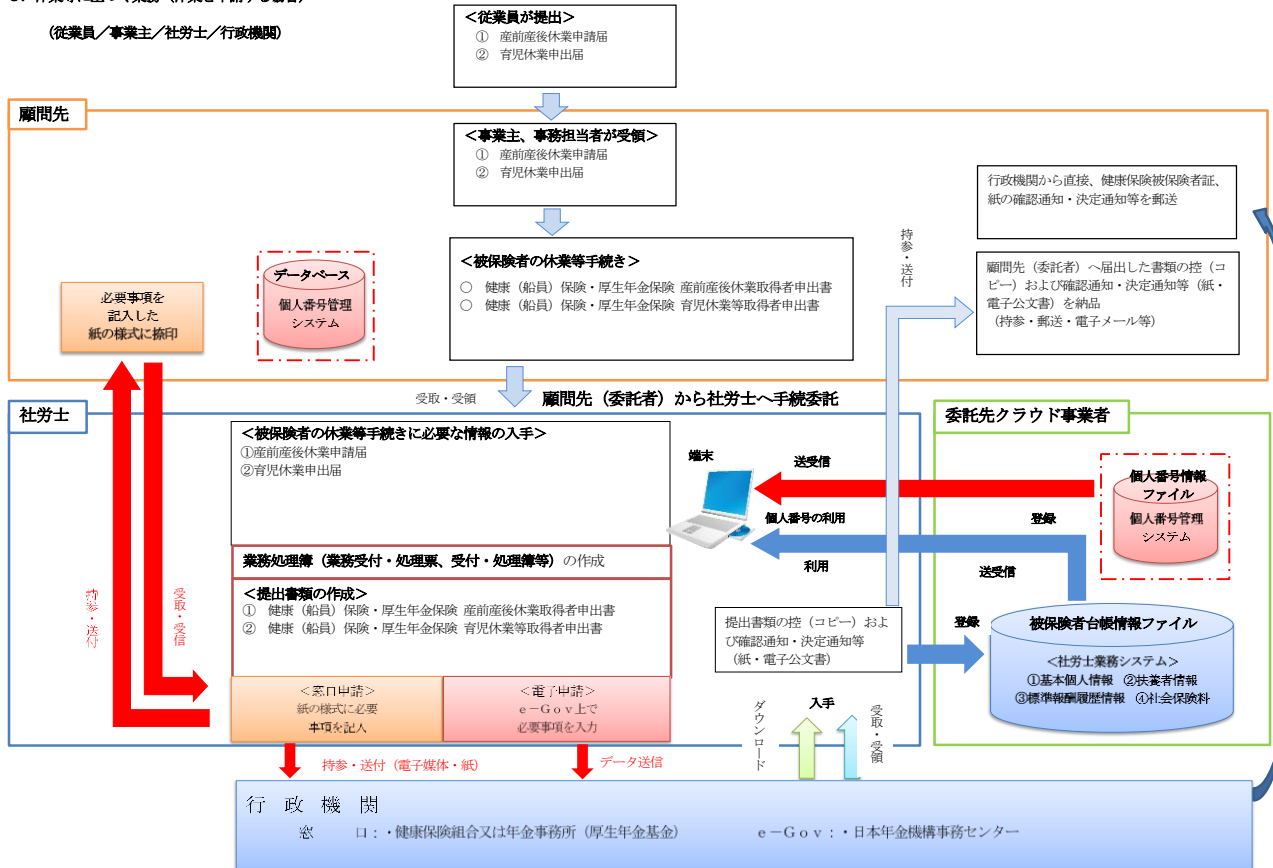 (従業員／事業主／社労士／行政機関)
＜従業員が提出＞
① 産前産後休業申請届
② 育児休業申出届
顧問先
＜事業主、事務担当者が受領＞
① 産前産後休業申請届
② 育児休業申出届
行政機関から直接、健康保険被保険者証、
紙の確認通知・決定通知等を郵送
持参・送付
＜被保険者の休業等手続き＞
○ 健康（船員）保険・厚生年金保険 産前産後休業取得者申出書
○ 健康（船員）保険・厚生年金保険 育児休業等取得者申出書
顧問先（委託者）へ届出した書類の控（コ
ピー）および確認通知・決定通知等（紙・
電子公文書）を納品
（持参・郵送・電子メール等）
データベース
個人番号管理
システム
必要事項を
記入した
紙の様式に捺印
受取・受領
顧問先（委託者）から社労士へ手続委託
社労士
＜被保険者の休業等手続きに必要な情報の入手＞
①産前産後休業申請届
②育児休業申出届
端末
送受信
個人番号の利用
利用
委託先クラウド事業者
個人番号情報
ファイル
個人番号管理
システム
登録
送受信
業務処理簿（業務受付・処理票、受付・処理簿等）の作成
＜提出書類の作成＞
① 健康（船員）保険・厚生年金保険 産前産後休業取得者申出書
② 健康（船員）保険・厚生年金保険 育児休業等取得者申出書
持参・送付
受取・受信
提出書類の控（コピー）およ
び確認通知・決定通知等
（紙・電子公文書）
登録
被保険者台帳情報ファイル
＜社労士業務システム＞
①基本個人情報 ②扶養者情報
③標準報酬履歴情報 ④社会保険料
＜窓口申請＞
紙の様式に必要
事項を記入
＜電子申請＞
ｅ－Ｇｏｖ上で
必要事項を入力
ダウンロード
入手
受取・受領
持参・送付（電子媒体・紙）
データ送信
行政機関
窓 口：・健康保険組合又は年金事務所（厚生年金基金） ｅ－Ｇｏｖ：・日本年金機構事務センター